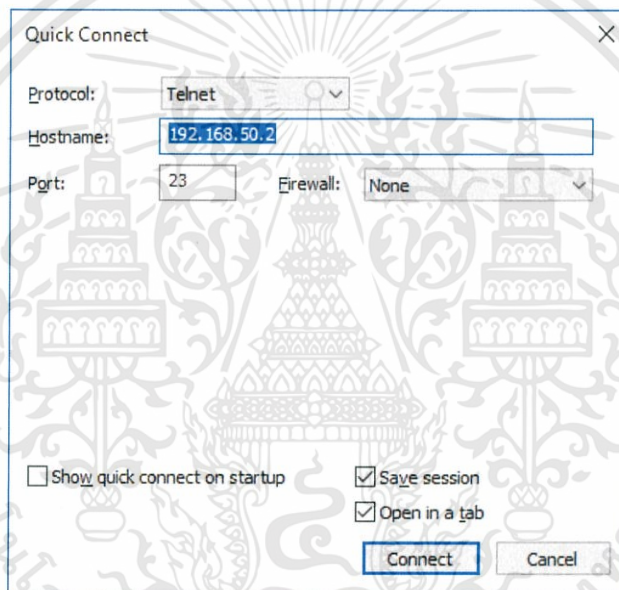 Quick Connect
Protocol: Telnet
Hostname: 192.168.50.2
Port: 23 Firewall: None
Show quick connect on startup Save session
Open in a tab
Connect Cancel